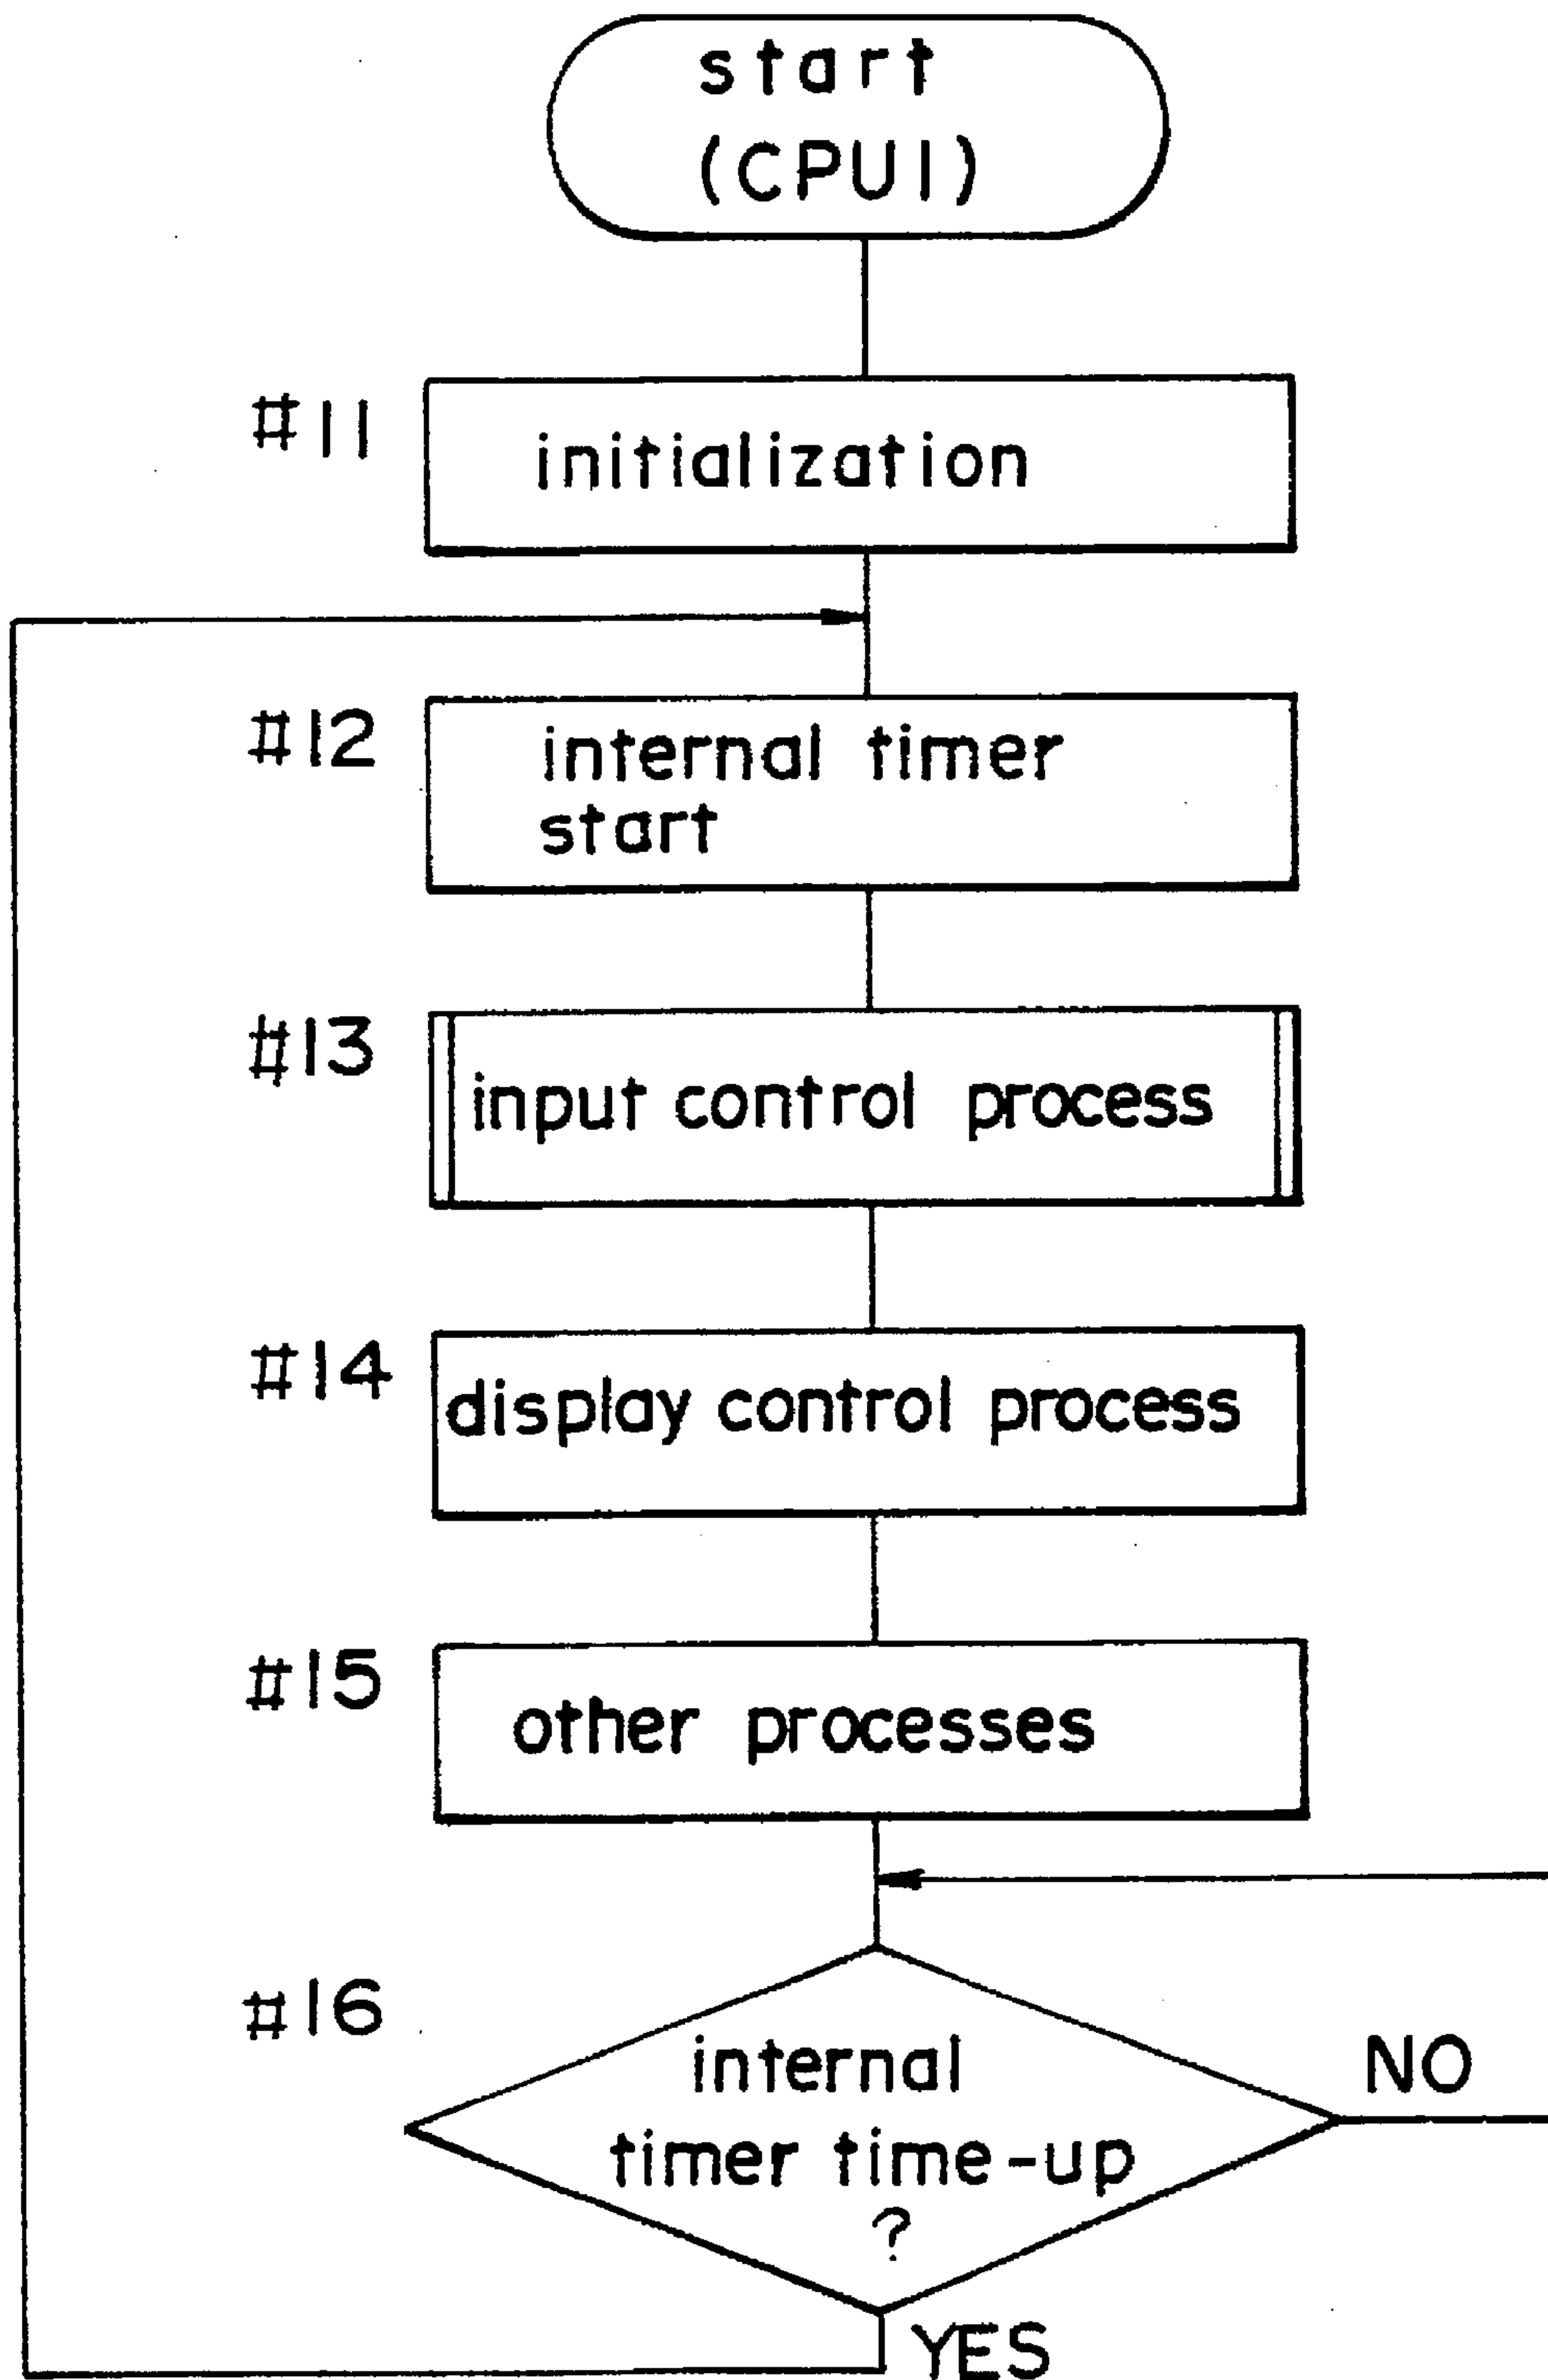 start
(CPU1)
#11
initialization
#12
internal timer
start
#13
input control process
#14
display control process
#15
other processes
#16
internal
timer time-up
?
NO
YES